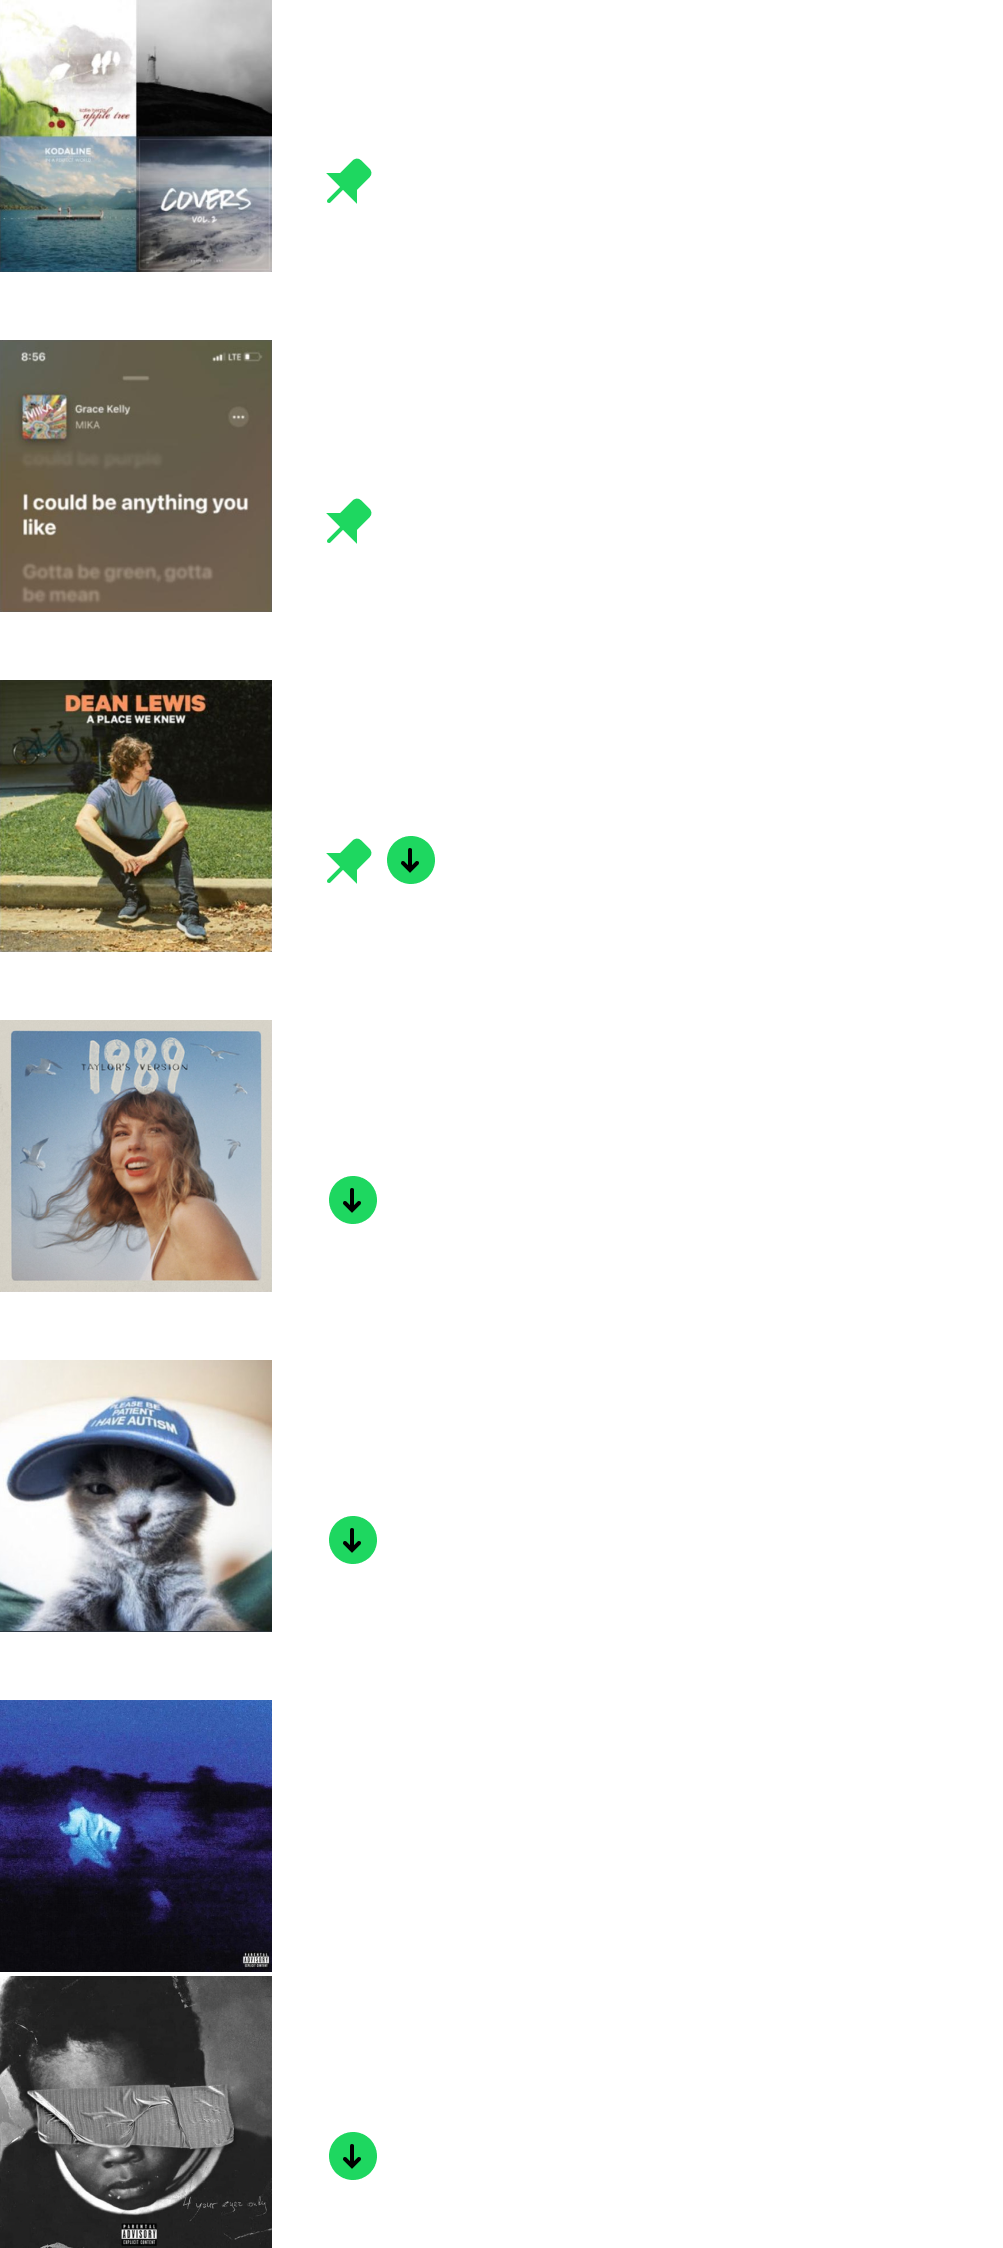 apple tree
KODALINE
COVERS
VOL. 2
8:56
LTE
Grace Kelly
MIKA
MIKA
could be purple
I could be anything you
like
Gotta be green, gotta
be mean
DEAN LEWIS
A PLACE WE KNEW
1989
TAYLOR'S VERSION
PLEASE BE
PATIENT
I HAVE AUTISM
PARENTAL
ADVISORY
EXPLICIT CONTENT
4 your eyez only
PARENTAL
ADVISORY
EXPLICIT CONTENT